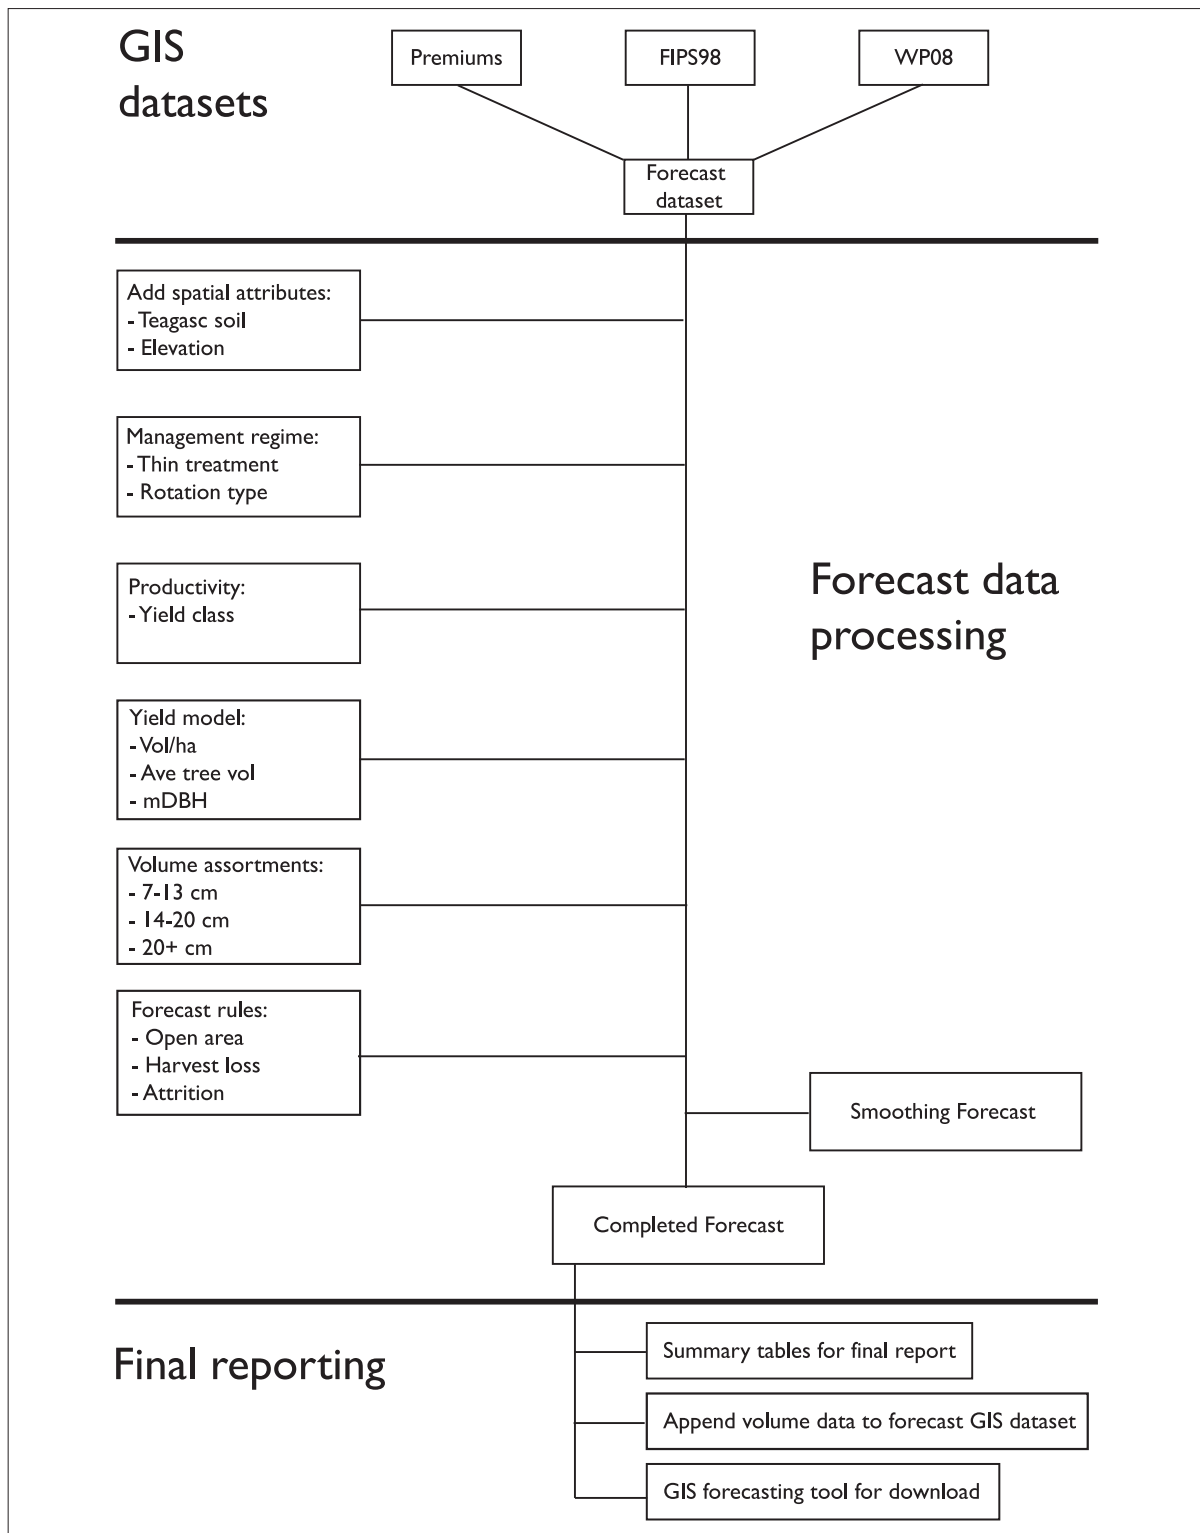 GIS
datasets
Premiums
FIPS98
WP08
Forecast
dataset
Add spatial attributes:
- Teagasc soil
- Elevation
Management regime:
- Thin treatment
- Rotation type
Productivity:
- Yield class
Forecast data
processing
Yield model:
- Vol/ha
- Ave tree vol
- mDBH
Volume assortments:
- 7-13 cm
- 14-20 cm
- 20+ cm
Forecast rules:
- Open area
- Harvest loss
- Attrition
Smoothing Forecast
Completed Forecast
Final reporting
Summary tables for final report
Append volume data to forecast GIS dataset
GIS forecasting tool for download